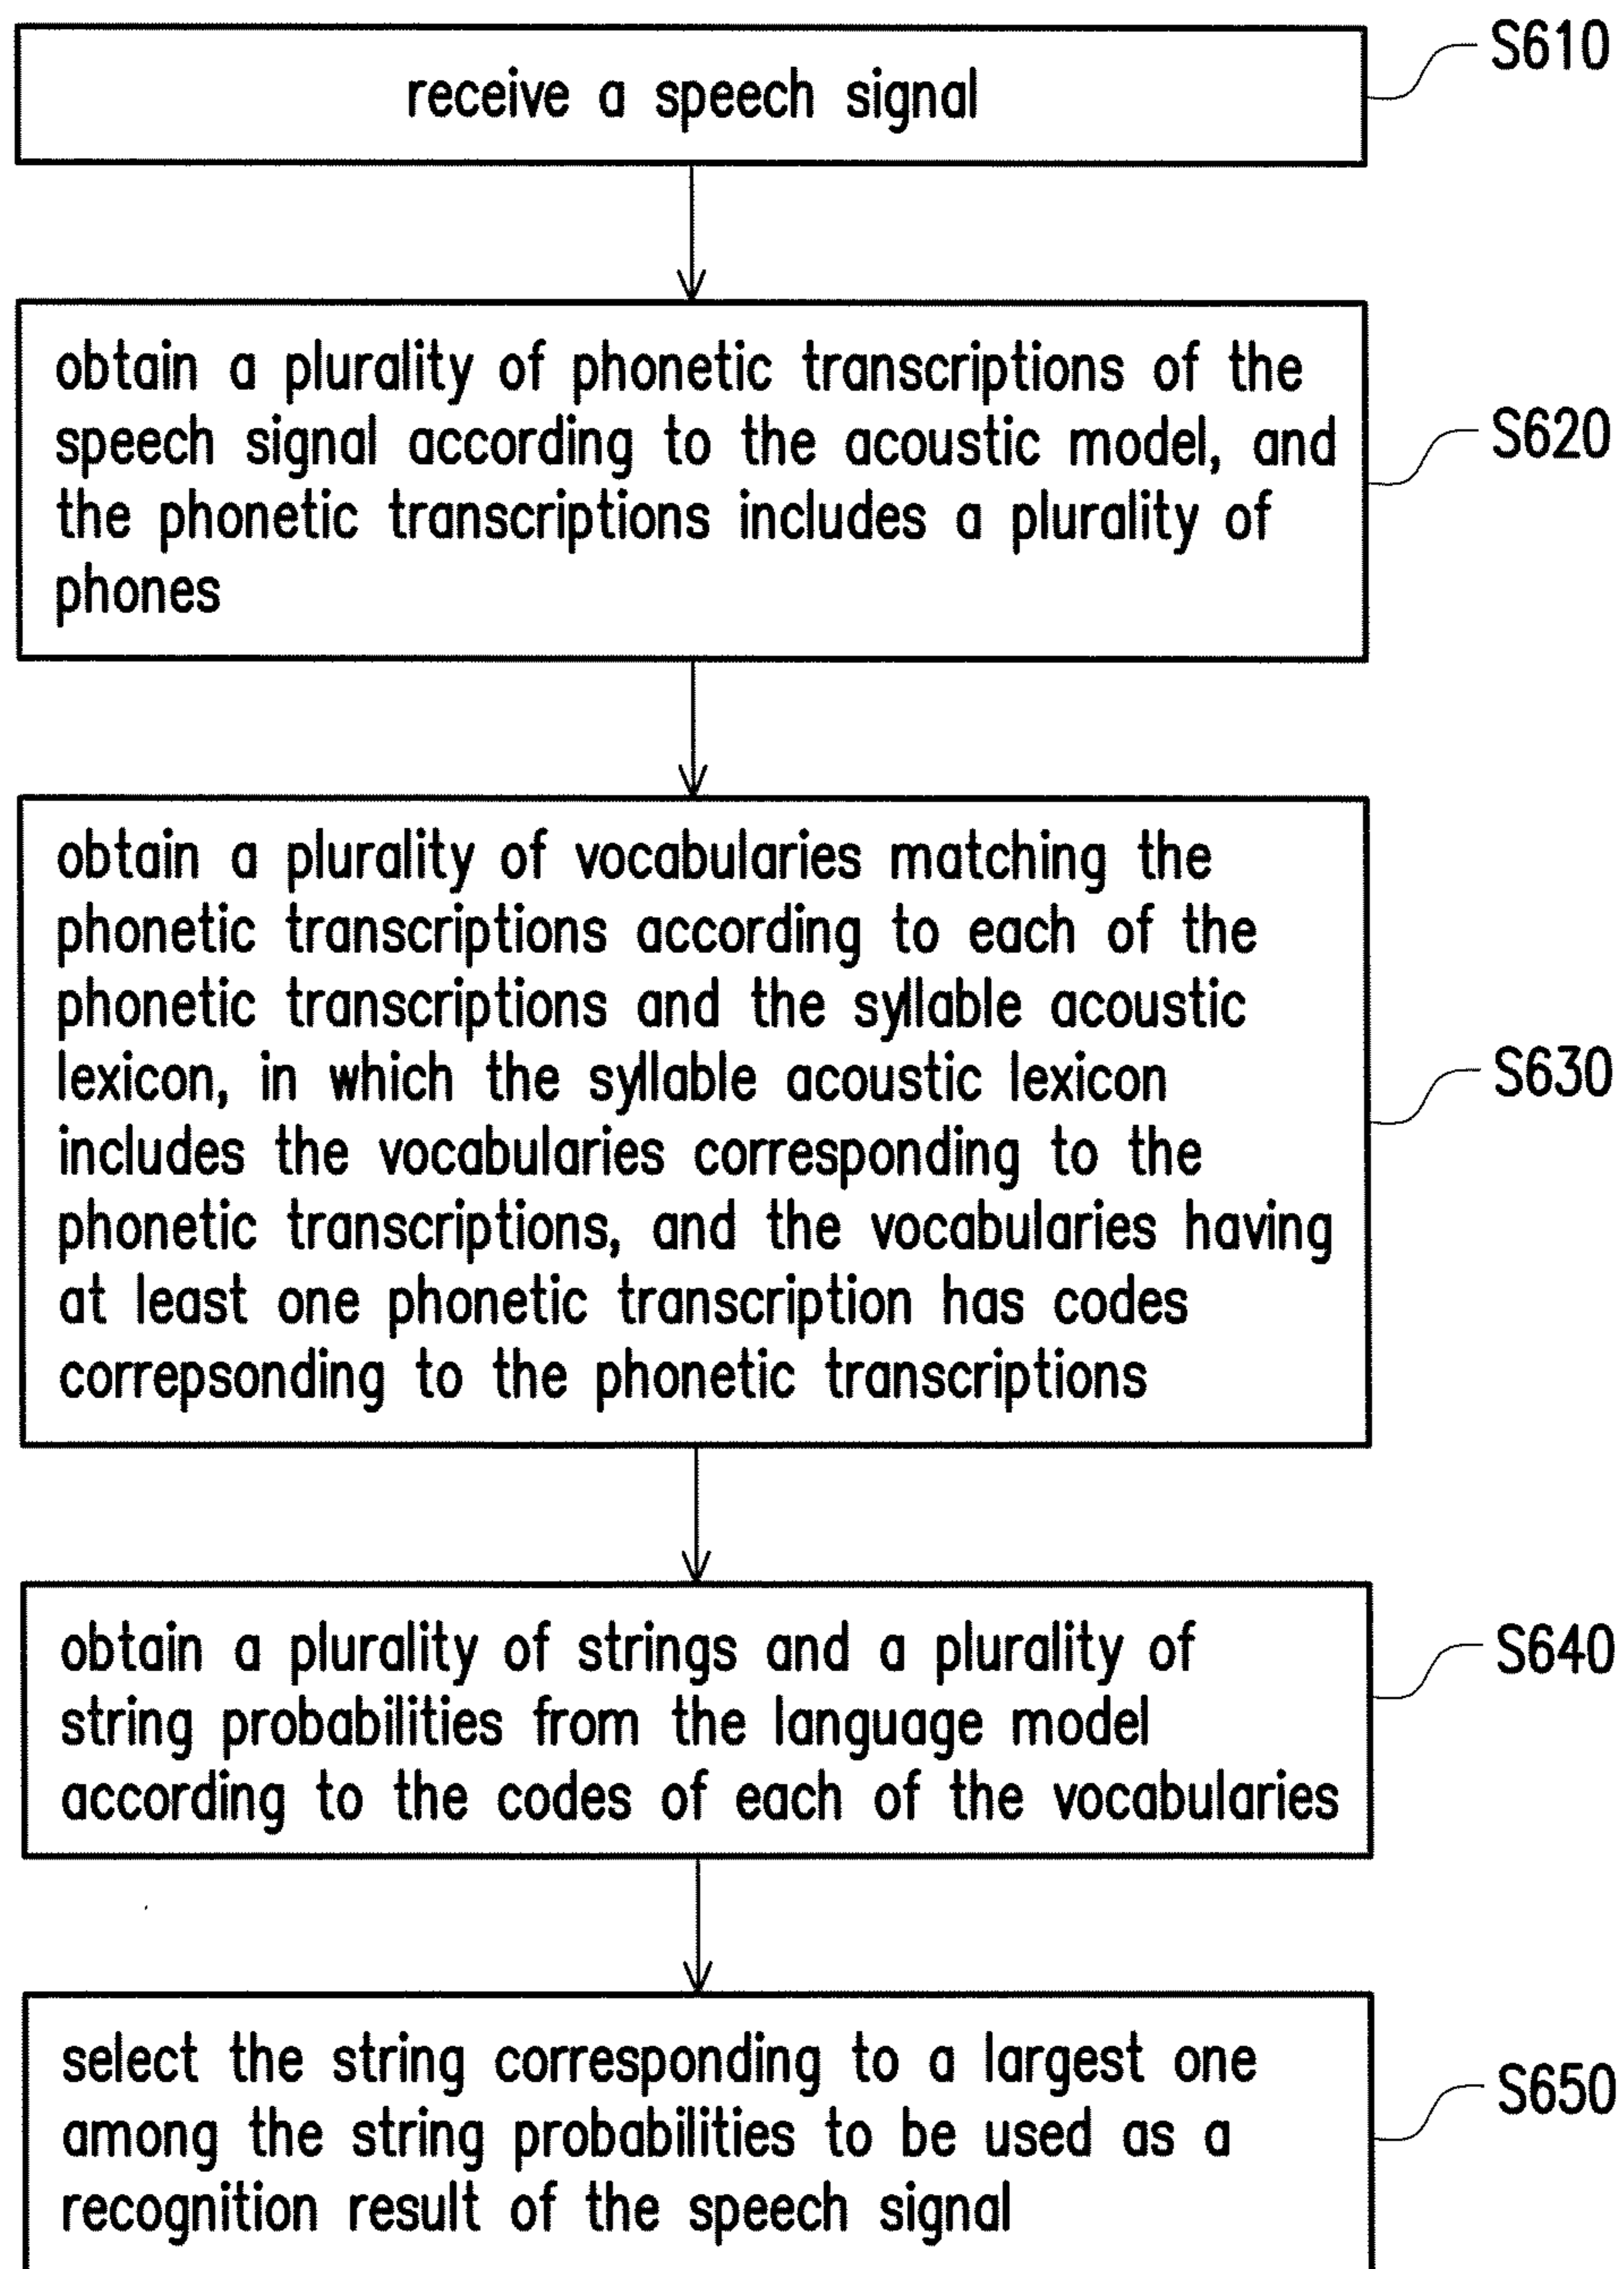 receive a speech signal
S610
obtain a plurality of phonetic transcriptions of the
speech signal according to the acoustic model, and
the phonetic transcriptions includes a plurality of
phones
S620
obtain a plurality of vocabularies matching the
phonetic transcriptions according to each of the
phonetic transcriptions and the syllable acoustic
lexicon, in which the syllable acoustic lexicon
includes the vocabularies corresponding to the
phonetic transcriptions, and the vocabularies having
at least one phonetic transcription has codes
correpsonding to the phonetic transcriptions
S630
obtain a plurality of strings and a plurality of
string probabilities from the language model
according to the codes of each of the vocabularies
S640
select the string corresponding to a largest one
among the string probabilities to be used as a
recognition result of the speech signal
S650